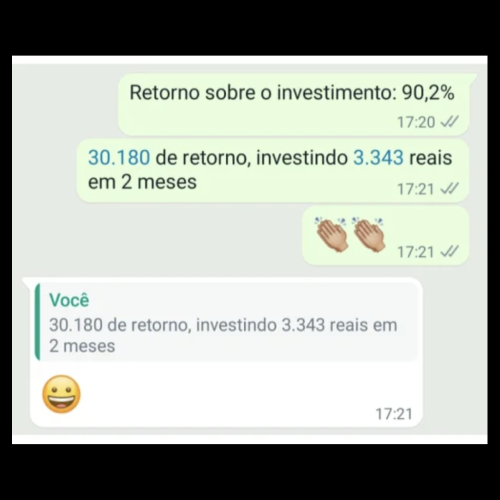 Retorno sobre o investimento: 90,2%
17:20
30.180 de retorno, investindo 3.343 reais
em 2 meses
17:21
👏🏽👏🏽
17:21
Você
30.180 de retorno, investindo 3.343 reais em
2 meses
😀
17:21